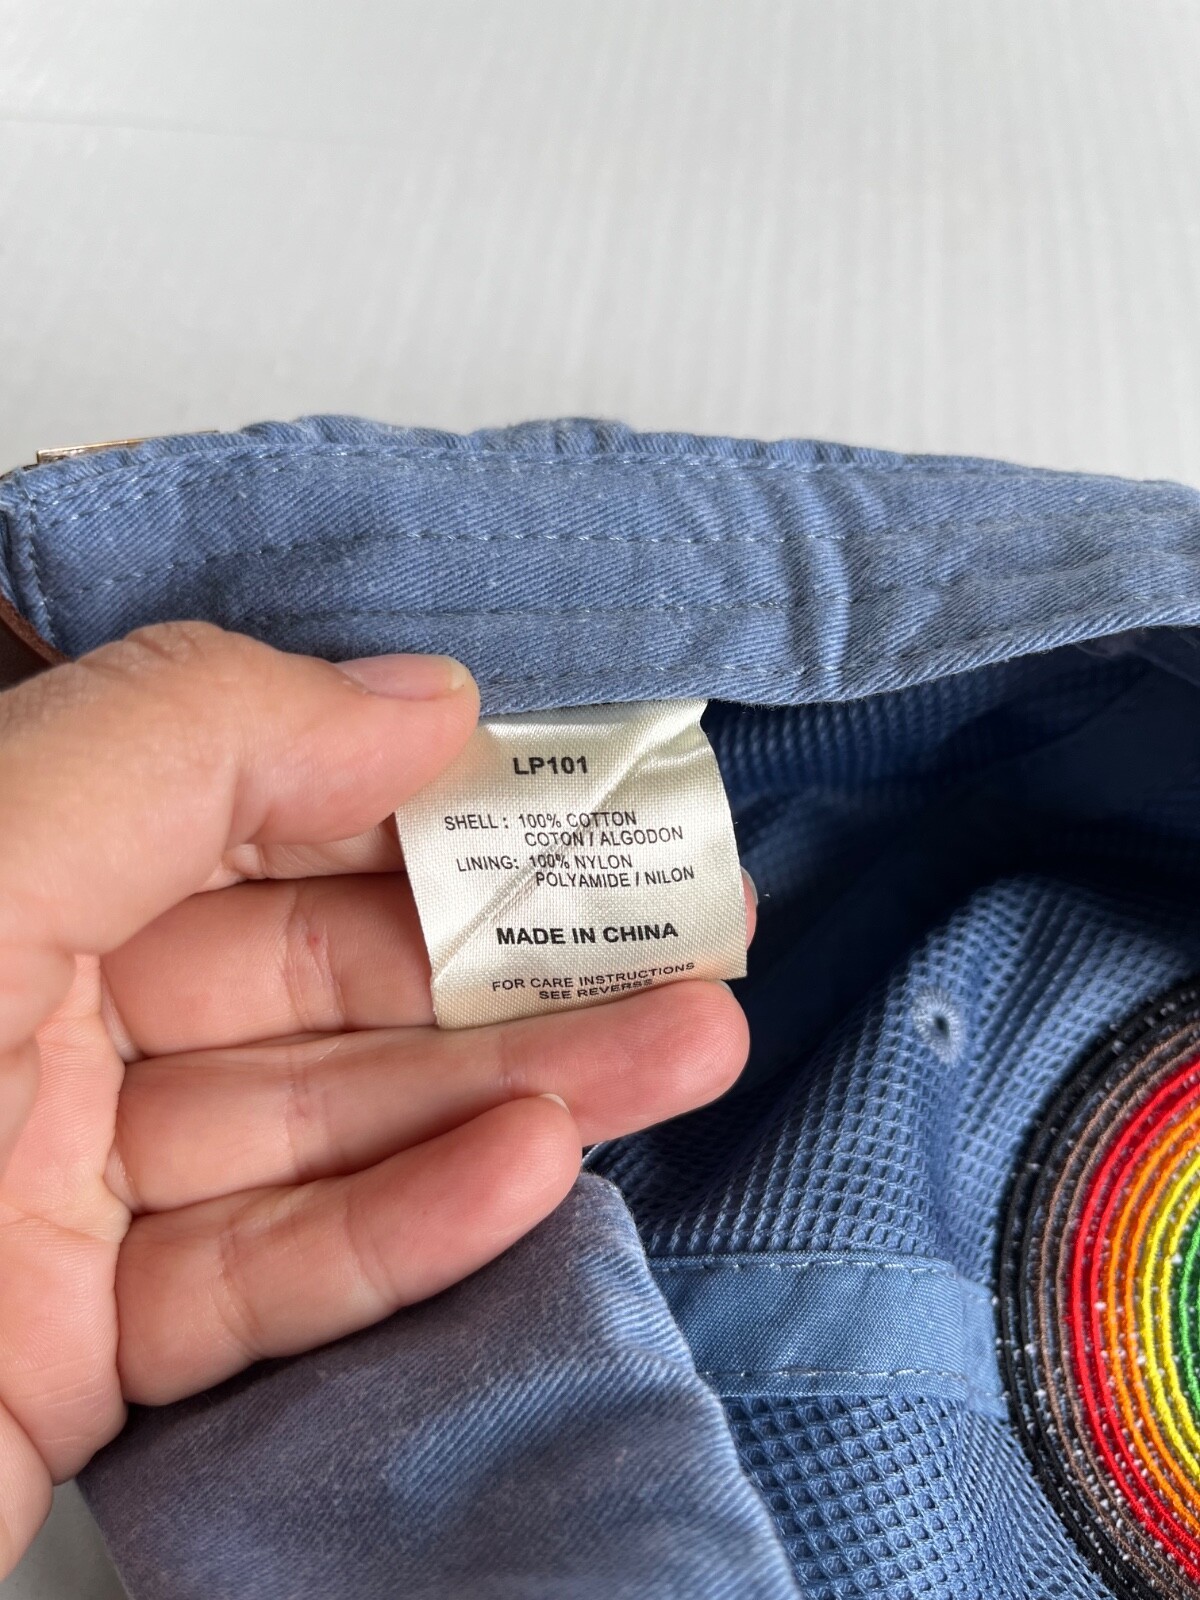 LP101
SHELL: 100% COTTON
COTON / ALGODON
LINING: 100% NYLON
POLYAMIDE / NILON
MADE IN CHINA
FOR CARE INSTRUCTIONS
SEE REVERSE